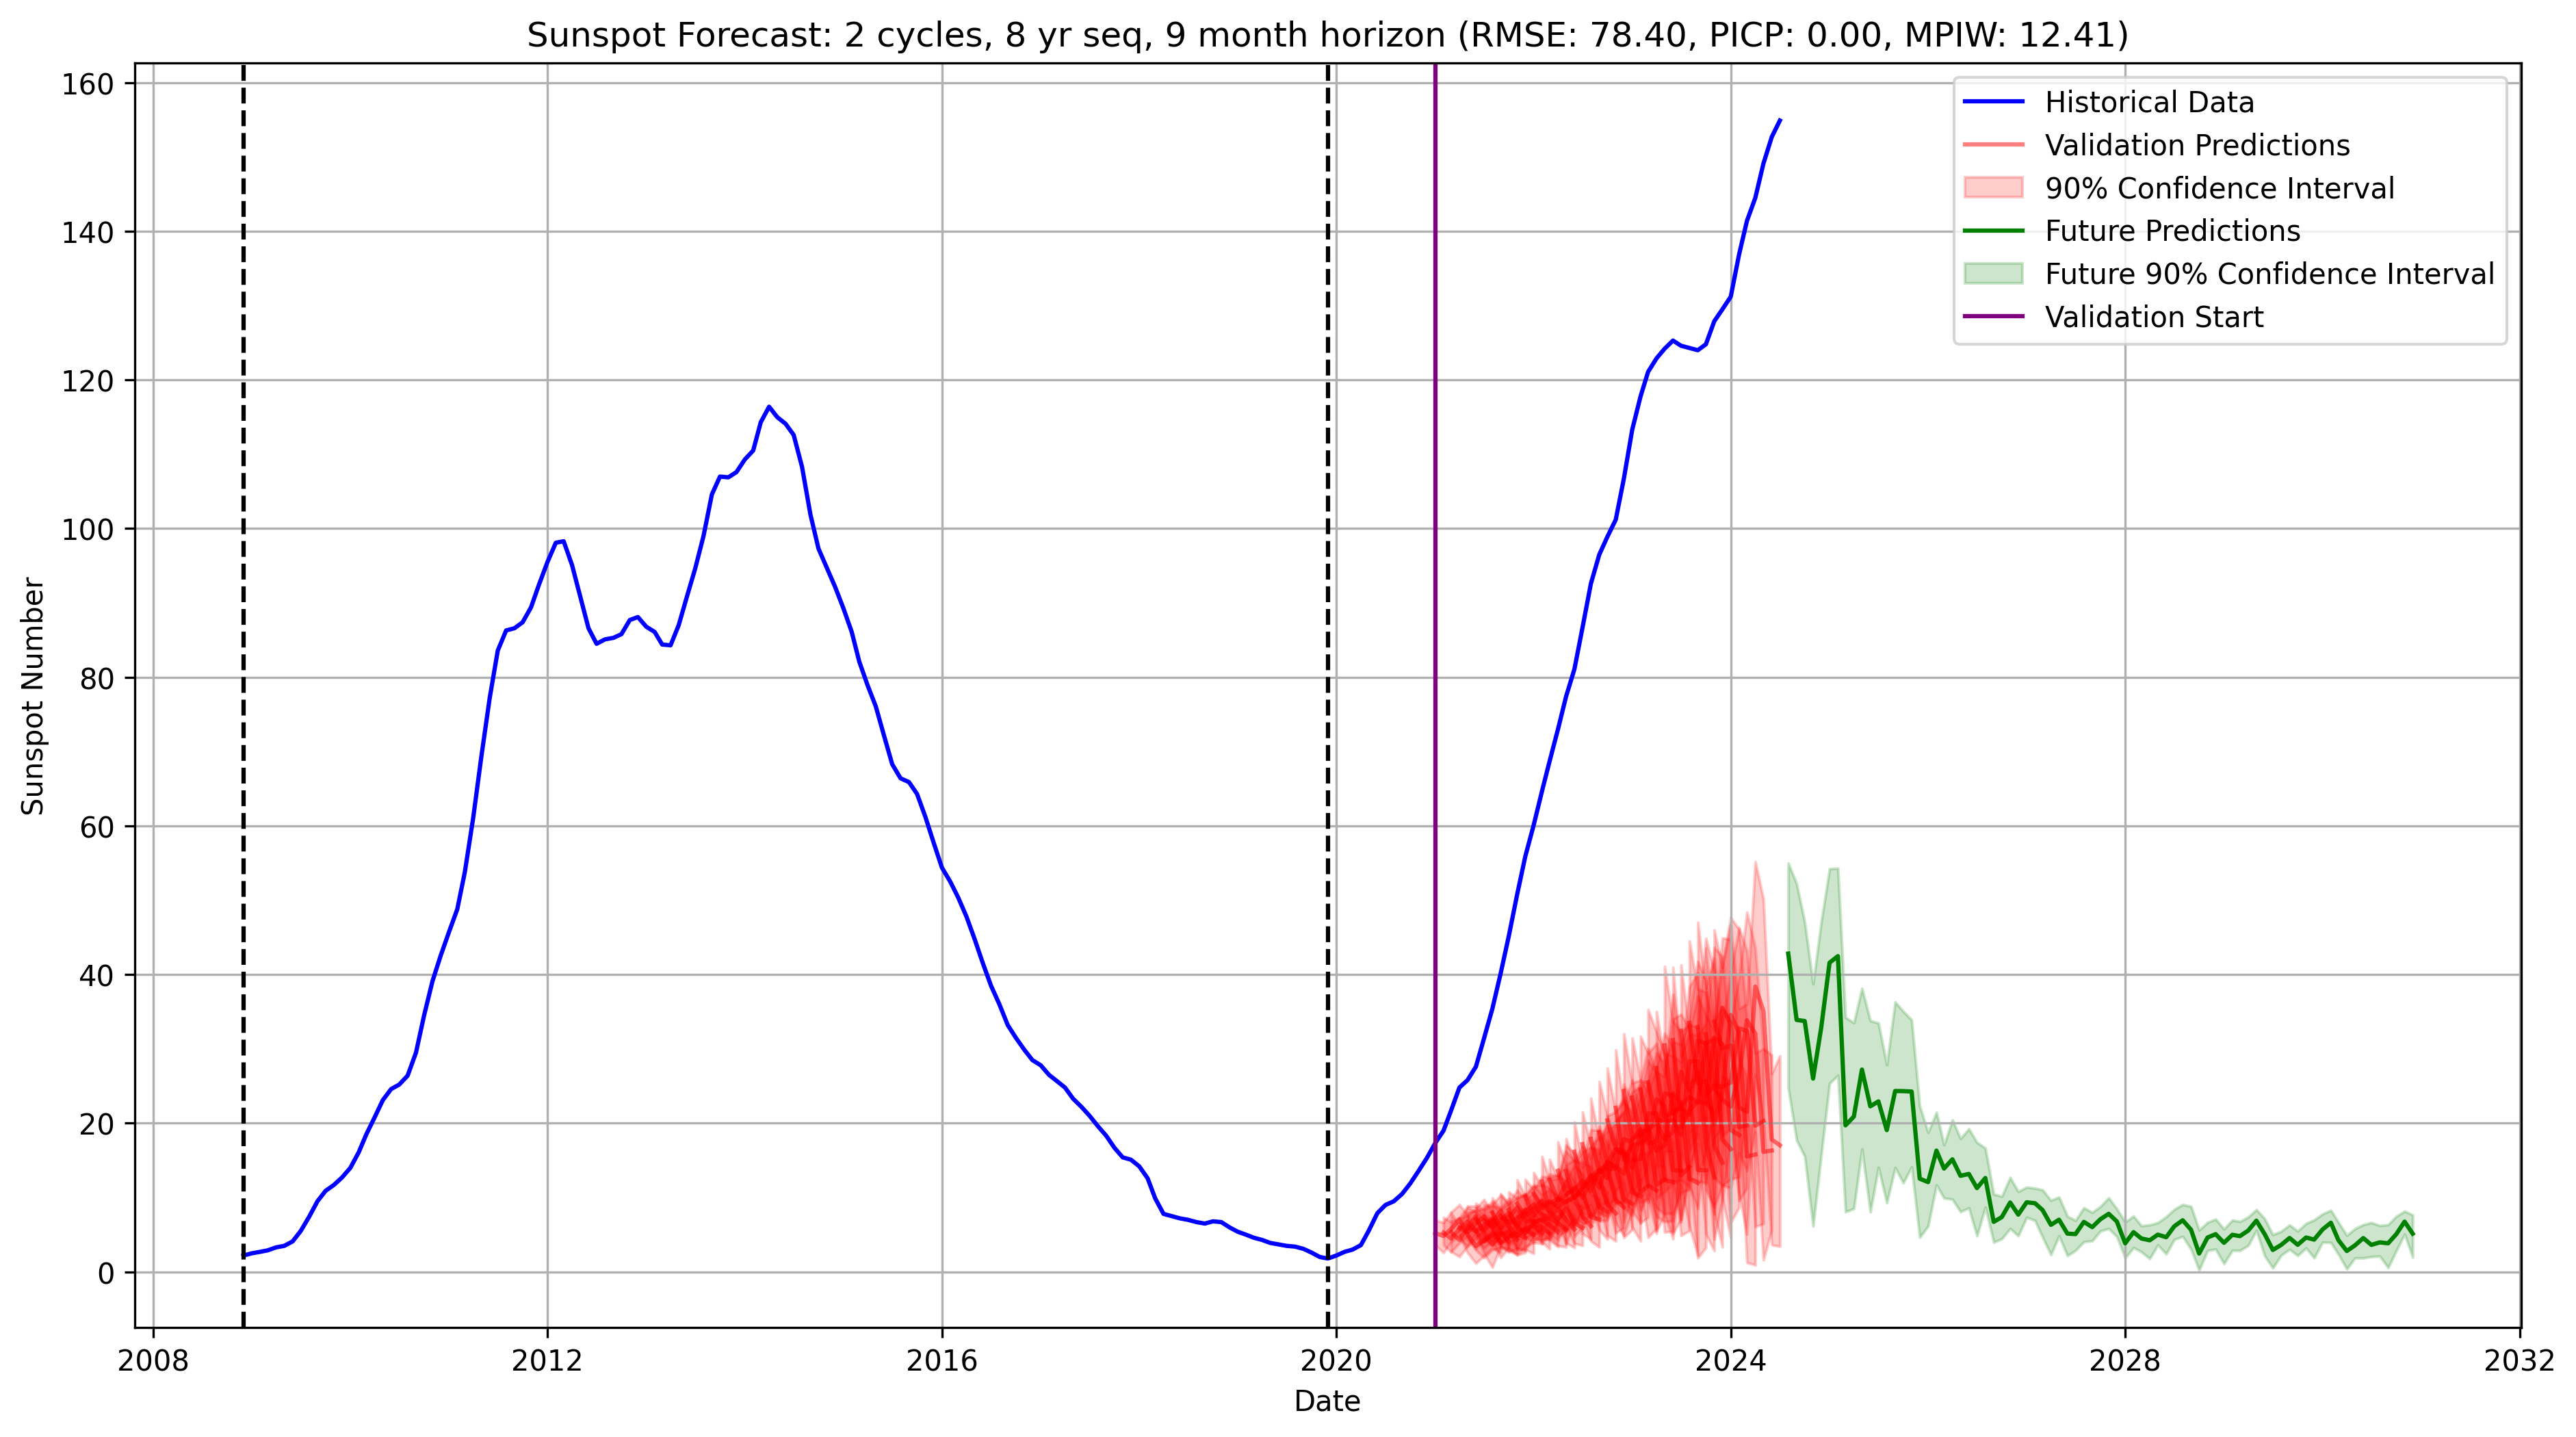 Sunspot Forecast: 2 cycles, 8 yr seq, 9 month horizon (RMSE: 78.40, PICP: 0.00, MPIW: 12.41)
Historical Data
Validation Predictions
90% Confidence Interval
Future Predictions
Future 90% Confidence Interval
Validation Start
Sunspot Number
160
140
120
100
80
60
40
20
0
2008 2012 2016 2020 2024 2028 2032
Date